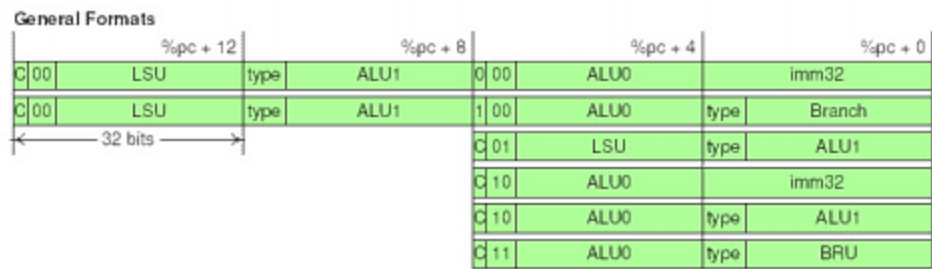 General Formats
%pc + 12 %pc + 8 %pc + 4 %pc + 0
C 00 LSU type ALU1 0 00 ALU0 imm32
C 00 LSU type ALU1 1 00 ALU0 type Branch
32 bits C 01 LSU type ALU1
C 10 ALU0 imm32
C 10 ALU0 type ALU1
C 11 ALU0 type BRU